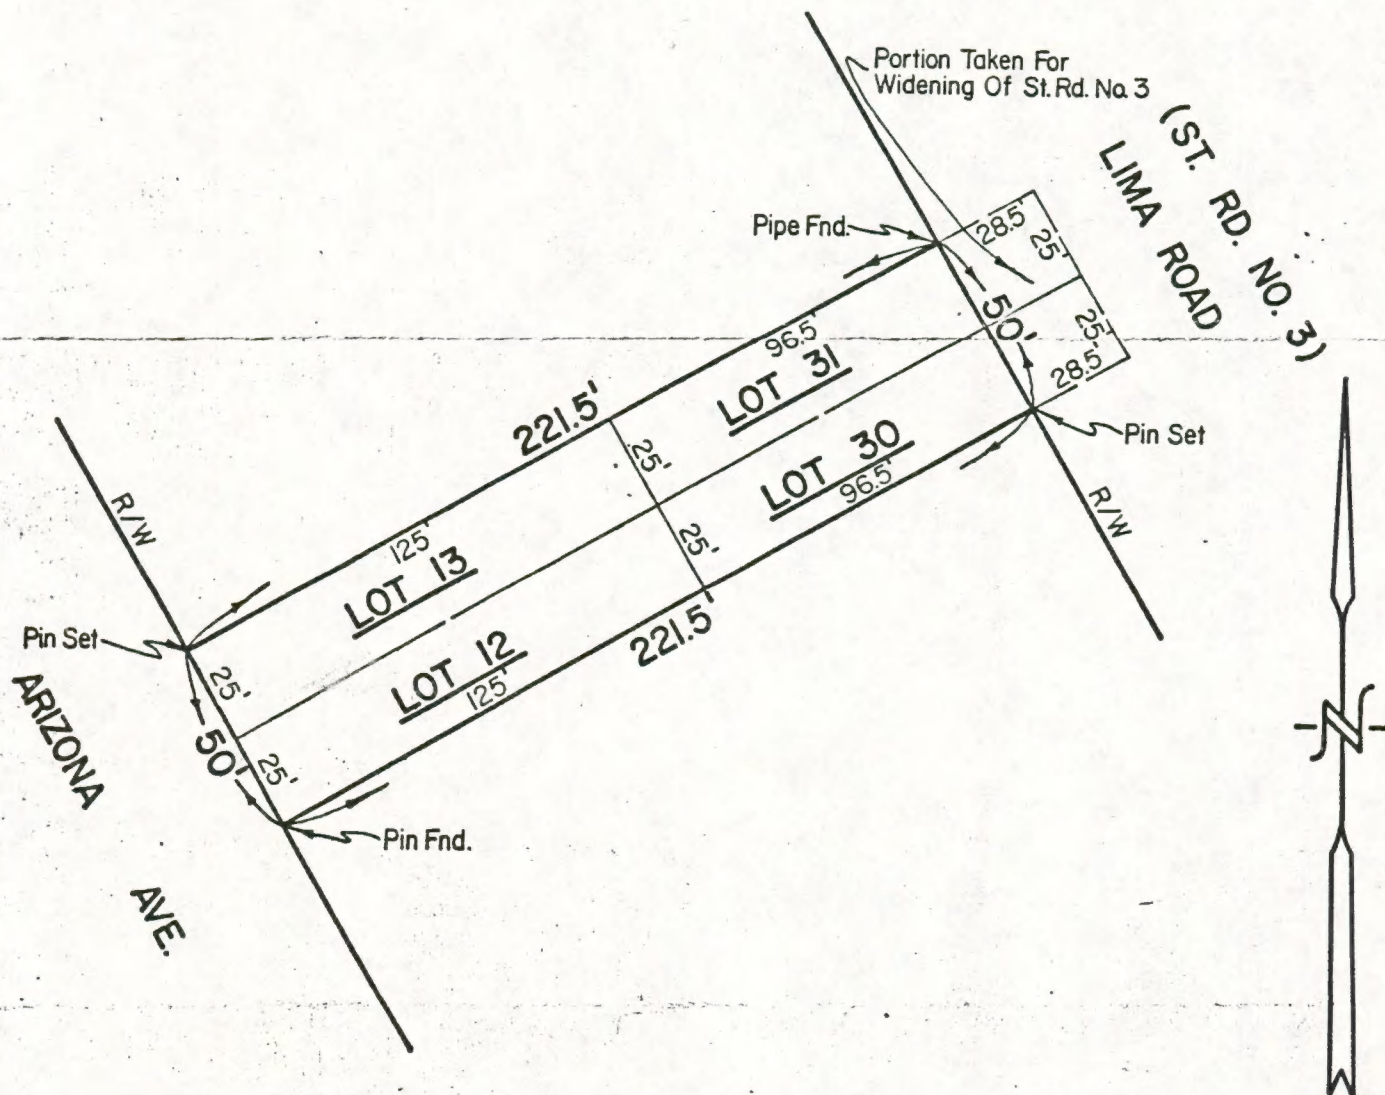 Portion Taken For
Widening Of St. Rd. No. 3
(ST. RD. NO. 3)
LIMA ROAD
Pipe Fnd.
28.5'
25'
50'
25'
28.5'
96.5'
LOT 31
221.5'
25'
LOT 30
96.5'
Pin Set
R/W
R/W
25'
125'
LOT 13
221.5'
LOT 12
125'
Pin Set
25'
50'
25'
ARIZONA
AVE.
Pin Fnd.
N